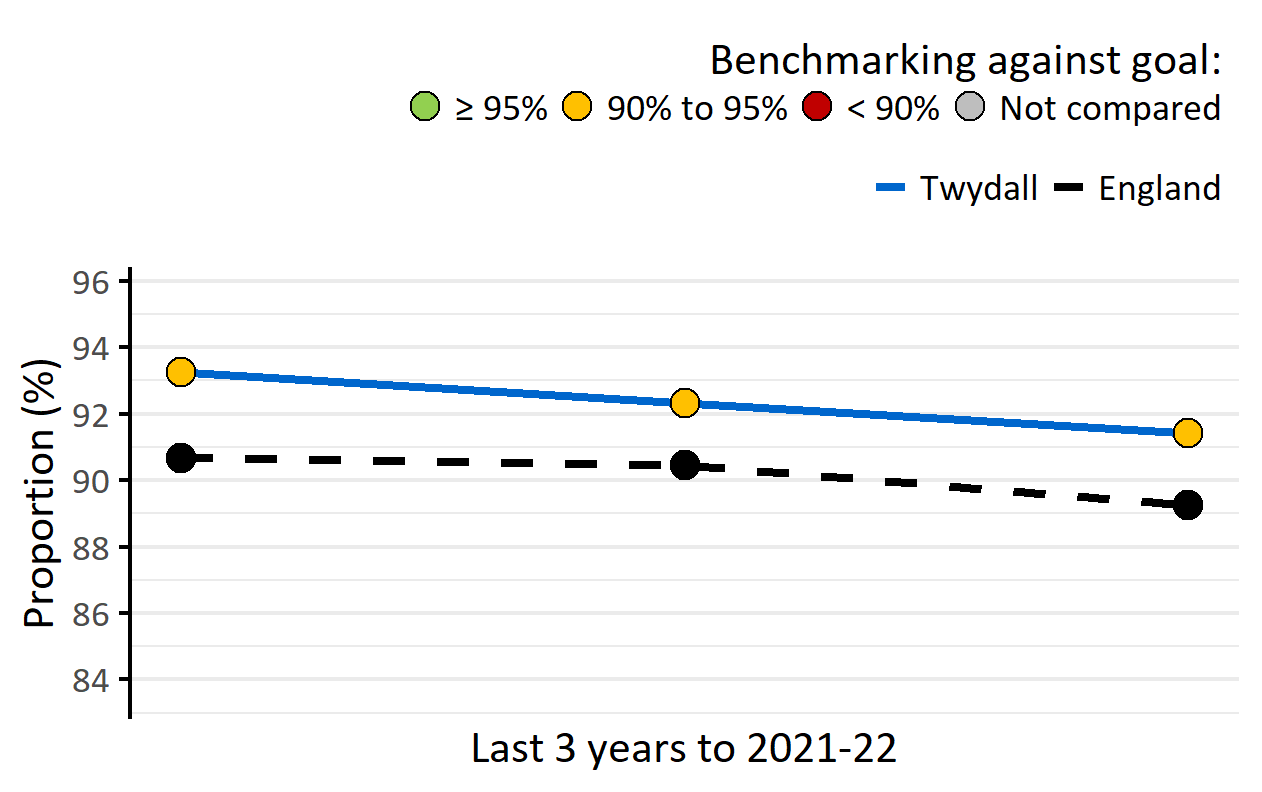 Benchmarking against goal:
≥ 95% 90% to 95% < 90% Not compared
Twydall England
96
94
92
90
88
86
84
Proportion (%)
Last 3 years to 2021-22